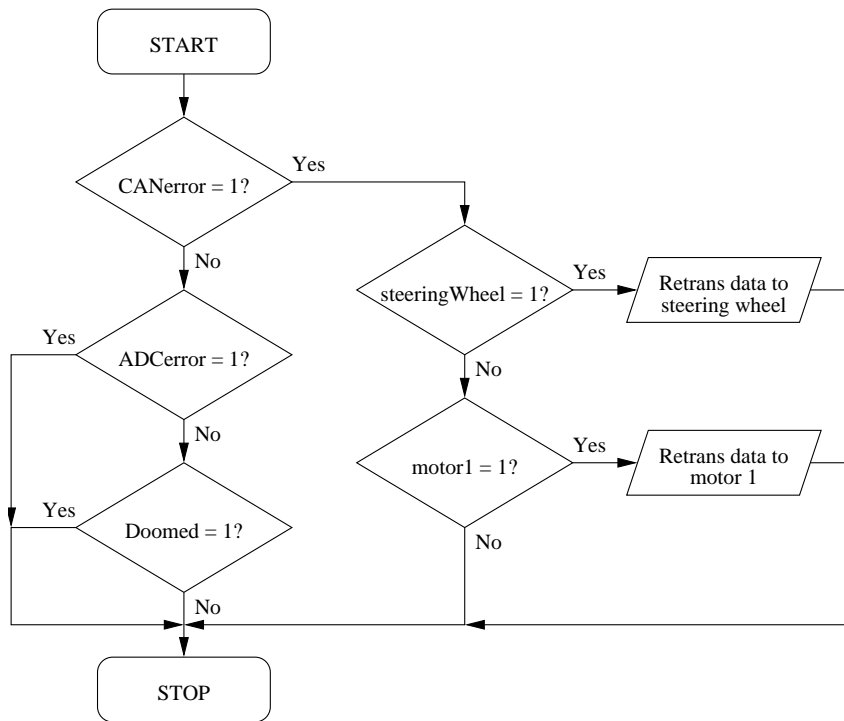 START
Yes
CANerror = 1?
No
steeringWheel = 1?
Yes
Retrans data to
steering wheel
Yes
ADCerror = 1?
No
No
motor1 = 1?
Yes
Retrans data to
motor 1
Yes
Doomed = 1?
No
No
STOP